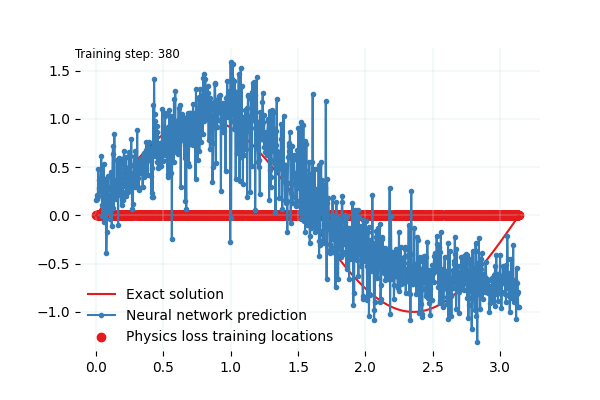 Training step: 380
1.5
1.0
0.5
0.0
−0.5
−1.0
Exact solution
Neural network prediction
Physics loss training locations
0.0 0.5 1.0 1.5 2.0 2.5 3.0